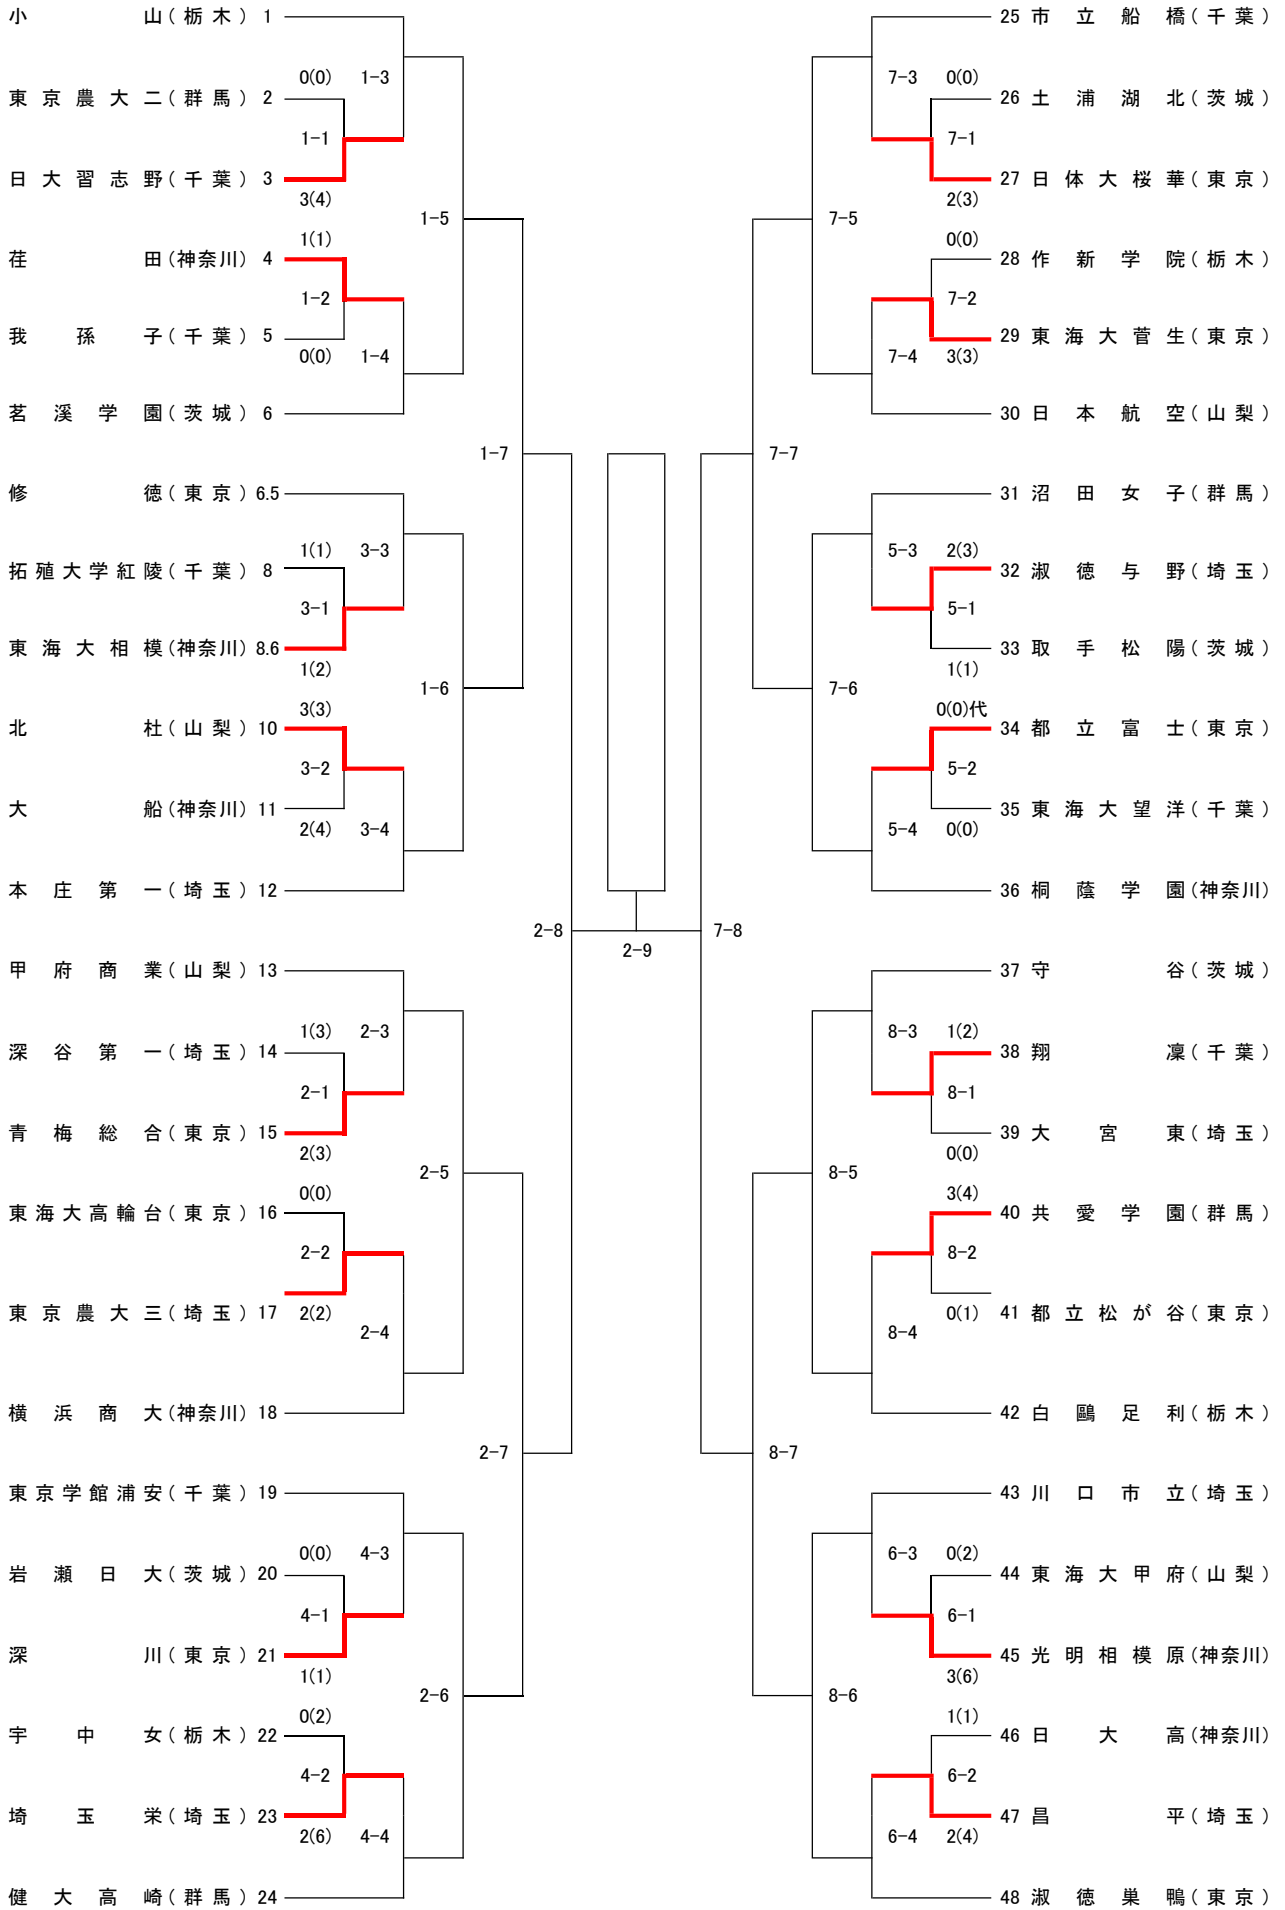 小山(栃木) 1
0(0) 1-3
東京農大二(群馬) 2
1-1
日大習志野(千葉) 3
3(4)
1-5
1(1)
荏田(神奈川) 4
1-2
我孫子(千葉) 5
0(0) 1-4
茗溪学園(茨城) 6
1-7
修徳(東京) 6.5
1(1) 3-3
拓殖大学紅陵(千葉) 8
3-1
東海大相模(神奈川) 8.6
1(2)
1-6
3(3)
北杜(山梨) 10
3-2
大船(神奈川) 11
2(4) 3-4
本庄第一(埼玉) 12
2-8
甲府商業(山梨) 13
1(3) 2-3
深谷第一(埼玉) 14
2-1
青梅総合(東京) 15
2(3)
2-5
0(0)
東海大高輪台(東京) 16
2-2
東京農大三(埼玉) 17
2(2)
2-4
横浜商大(神奈川) 18
2-7
東京学館浦安(千葉) 19
0(0) 4-3
岩瀬日大(茨城) 20
4-1
深川(東京) 21
1(1)
2-6
0(2)
宇中女(栃木) 22
4-2
埼玉栄(埼玉) 23
2(6) 4-4
健大高崎(群馬) 24
2-9
25 市立船橋(千葉)
7-3 0(0)
26 土浦湖北(茨城)
7-1
27 日体大桜華(東京)
2(3)
7-5
0(0)
28 作新学院(栃木)
7-2
29 東海大菅生(東京)
7-4 3(3)
30 日本航空(山梨)
7-7
31 沼田女子(群馬)
5-3 2(3)
32 淑徳与野(埼玉)
5-1
33 取手松陽(茨城)
1(1)
7-6
0(0)代
34 都立富士(東京)
5-2
35 東海大望洋(千葉)
5-4 0(0)
36 桐蔭学園(神奈川)
7-8
37 守谷(茨城)
8-3 1(2)
38 翔凜(千葉)
8-1
39 大宮東(埼玉)
0(0)
8-5
3(4)
40 共愛学園(群馬)
8-2
0(1) 41 都立松が谷(東京)
8-4
42 白鷗足利(栃木)
8-7
43 川口市立(埼玉)
6-3 0(2)
44 東海大甲府(山梨)
6-1
45 光明相模原(神奈川)
3(6)
8-6
1(1)
46 日大高(神奈川)
6-2
47 昌平(埼玉)
6-4 2(4)
48 淑徳巣鴨(東京)